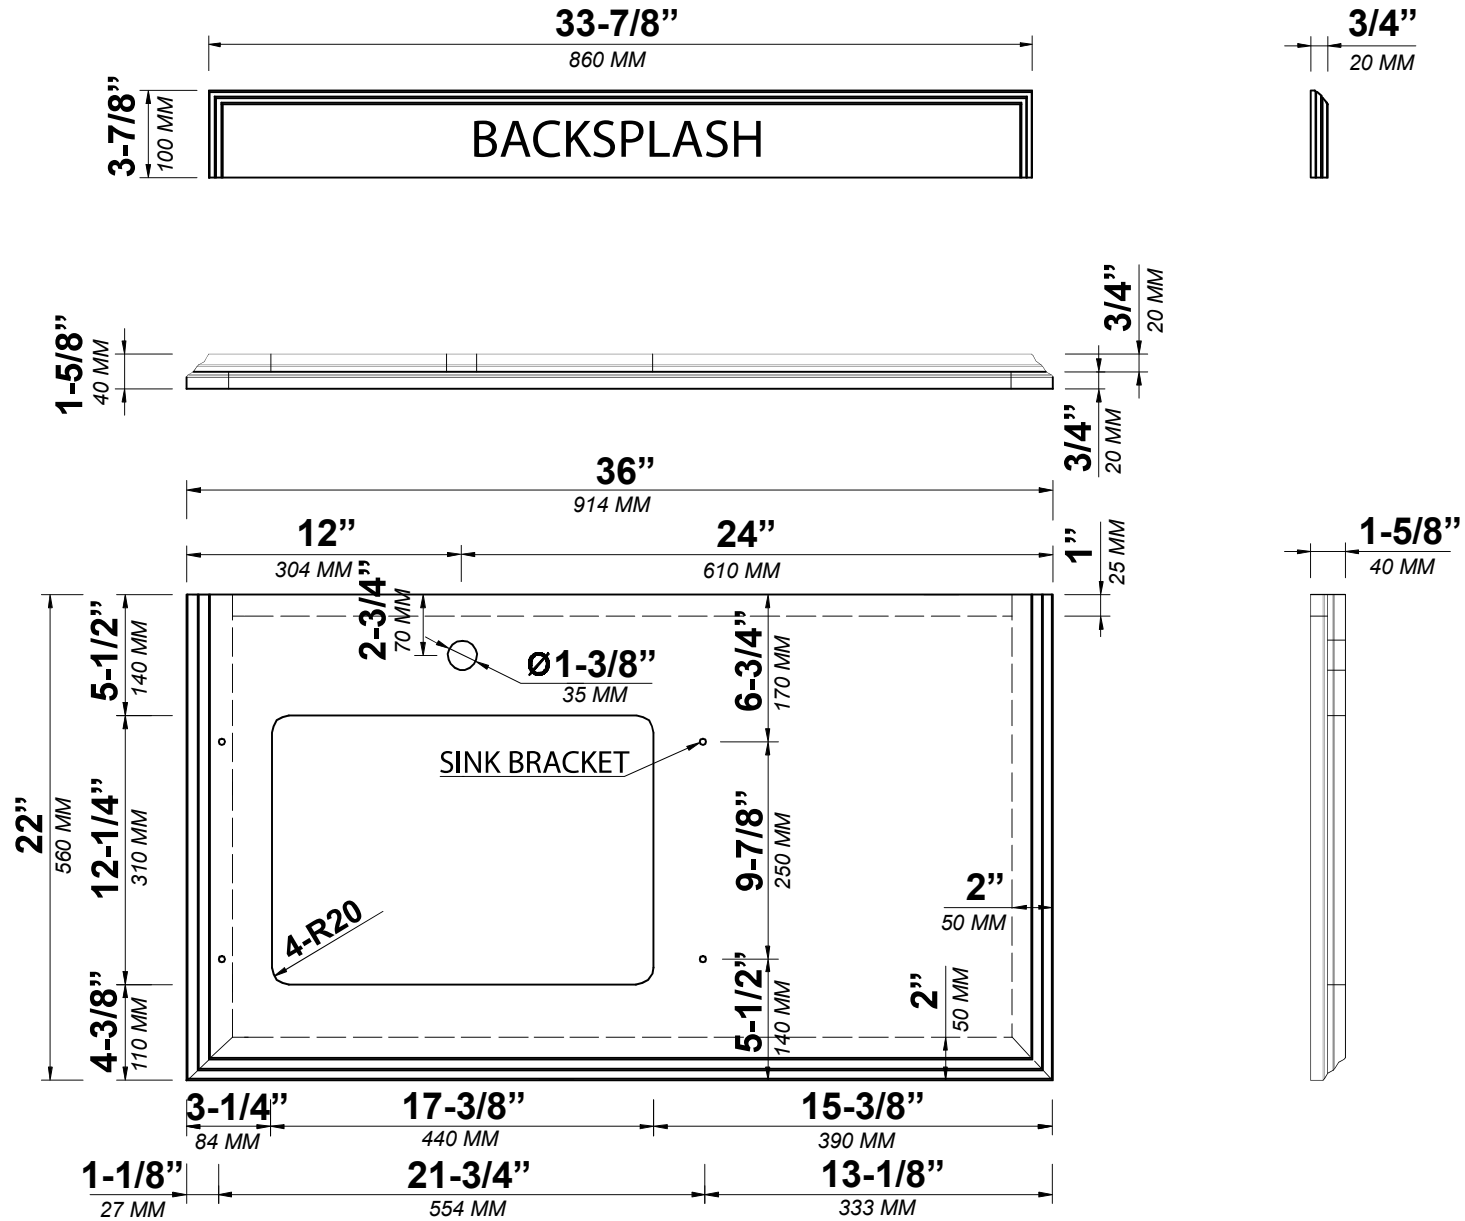 33-7/8”
860 MM
3/4”
20 MM
3-7/8”
100 MM
BACKSPLASH
1-5/8”
40 MM
3/4”
20 MM
3/4”
20 MM
36”
914 MM
12”
304 MM
24”
610 MM
1”
25 MM
1-5/8”
40 MM
5-1/2”
140 MM
2-3/4”
70 MM
Ø1-3/8”
35 MM
6-3/4”
170 MM
SINK BRACKET
22”
560 MM
12-1/4”
310 MM
9-7/8”
250 MM
2”
50 MM
4-R20
4-3/8”
110 MM
5-1/2”
140 MM
2”
50 MM
3-1/4”
84 MM
17-3/8”
440 MM
15-3/8”
390 MM
1-1/8”
27 MM
21-3/4”
554 MM
13-1/8”
333 MM